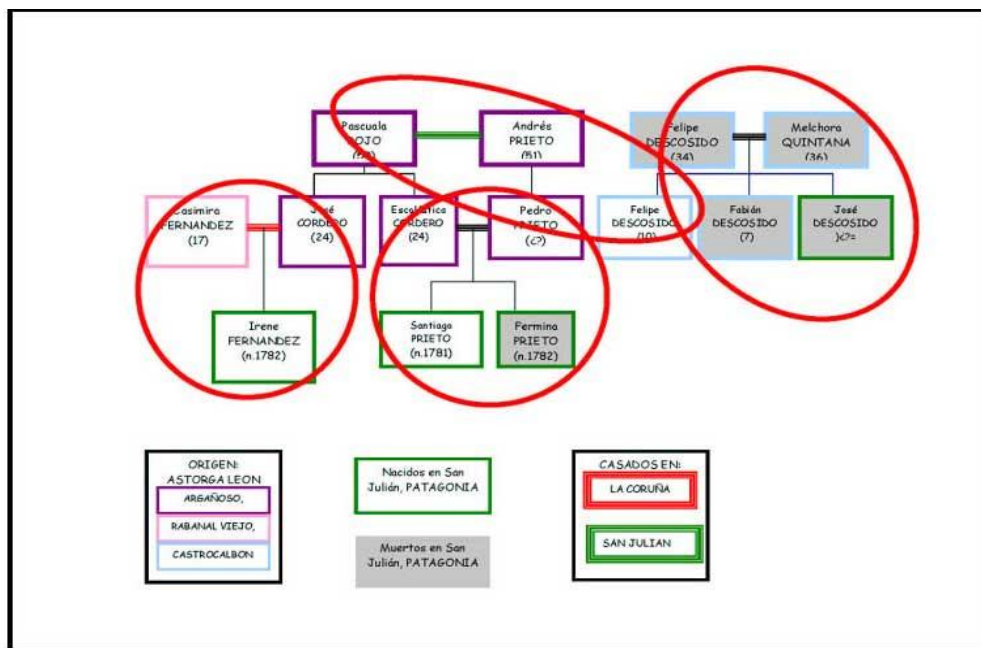 Pascuala
ROJO
Andrés
PRIETO
(51)
Felipe
DESCOSIDO
(34)
Melchora
QUINTANA
(36)
Casimira
FERNANDEZ
(17)
José
CORDERO
(24)
Escolástica
CORDERO
(24)
Pedro
PRIETO
(¿?)
Felipe
DESCOSIDO
(10)
Fabián
DESCOSIDO
(7)
José
DESCOSIDO
)¿?=
Irene
FERNANDEZ
(n.1782)
Santiago
PRIETO
(n.1781)
Fermina
PRIETO
(n.1782)
ORIGEN:
ASTORGA LEON
ARGAÑOSO,
RABANAL VIEJO,
CASTROCALBON
Nacidos en San
Julián, PATAGONIA
Muertos en San
Julián, PATAGONIA
CASADOS EN:
LA CORUÑA
SAN JULIAN